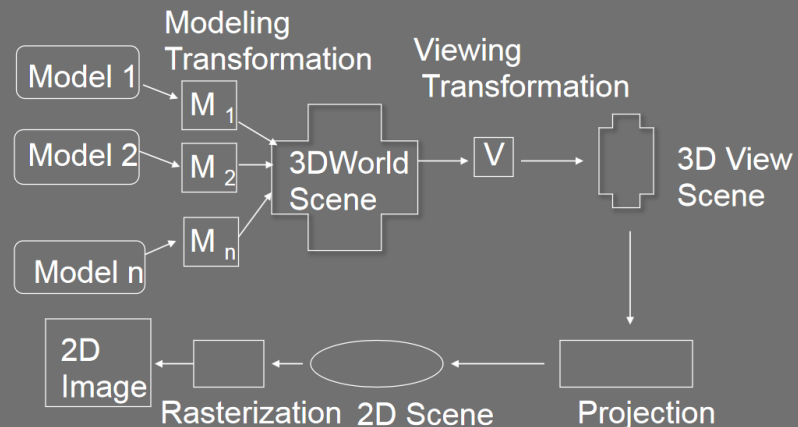 Modeling
Transformation
Viewing
Transformation
Model 1
M 1
Model 2
M 2
Model n
M n
3DWorld
Scene
V
3D View
Scene
2D
Image
Rasterization
2D Scene
Projection